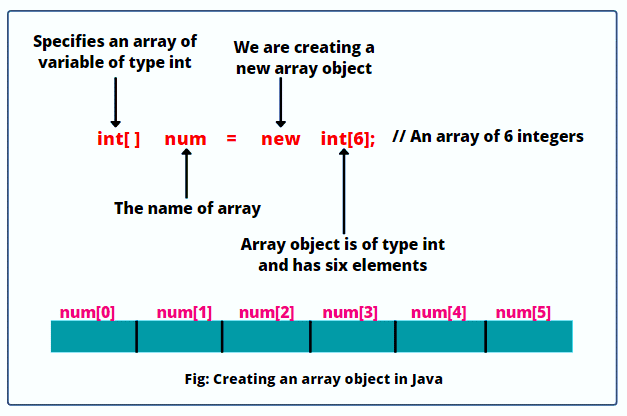 Specifies an array of
variable of type int
We are creating a
new array object
int[ ] num = new int[6]; // An array of 6 integers
The name of array
Array object is of type int
and has six elements
num[0] num[1] num[2] num[3] num[4] num[5]
Fig: Creating an array object in Java